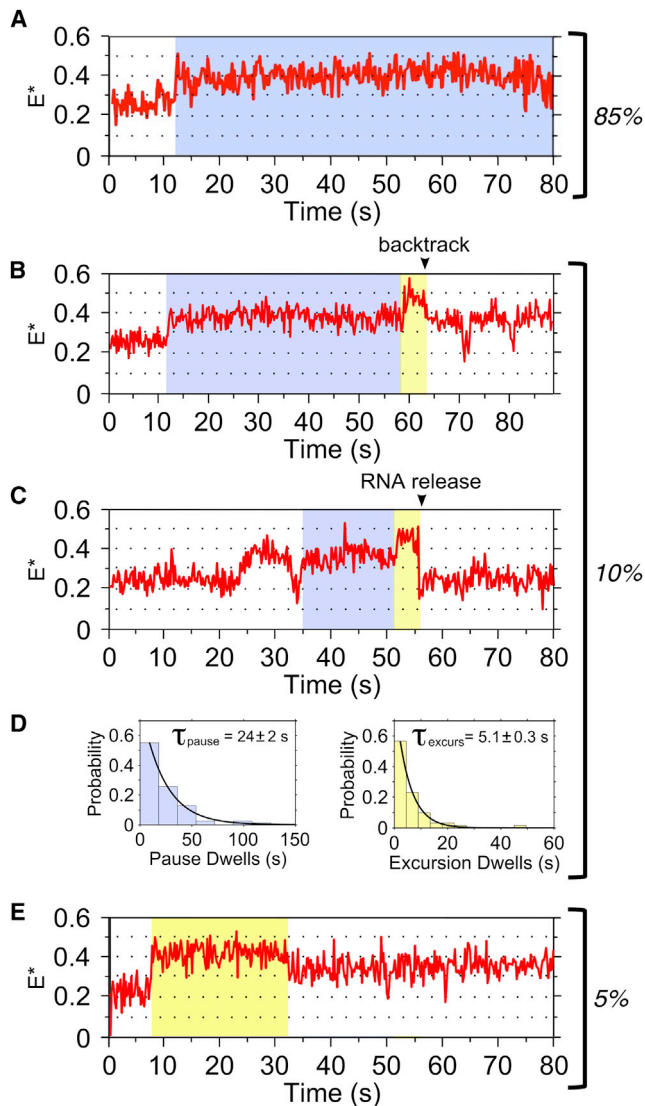 A
0.6
0.4
0.2
0
E*
0 10 20 30 40 50 60 70 80
Time (s)
85%
backtrack
B
0.6
0.4
0.2
0
E*
0 10 20 30 40 50 60 70 80
Time (s)
RNA release
C
0.6
0.4
0.2
0
E*
0 10 20 30 40 50 60 70 80
Time (s)
10%
D
0.6
0.4
0.2
0
Probability
τpause = 24±2 s
0 50 100 150
Pause Dwells (s)
0.6
0.4
0.2
0
Probability
τexcurs = 5.1±0.3 s
0 20 40 60
Excursion Dwells (s)
E
0.6
0.4
0.2
0
E*
0 10 20 30 40 50 60 70 80
Time (s)
5%